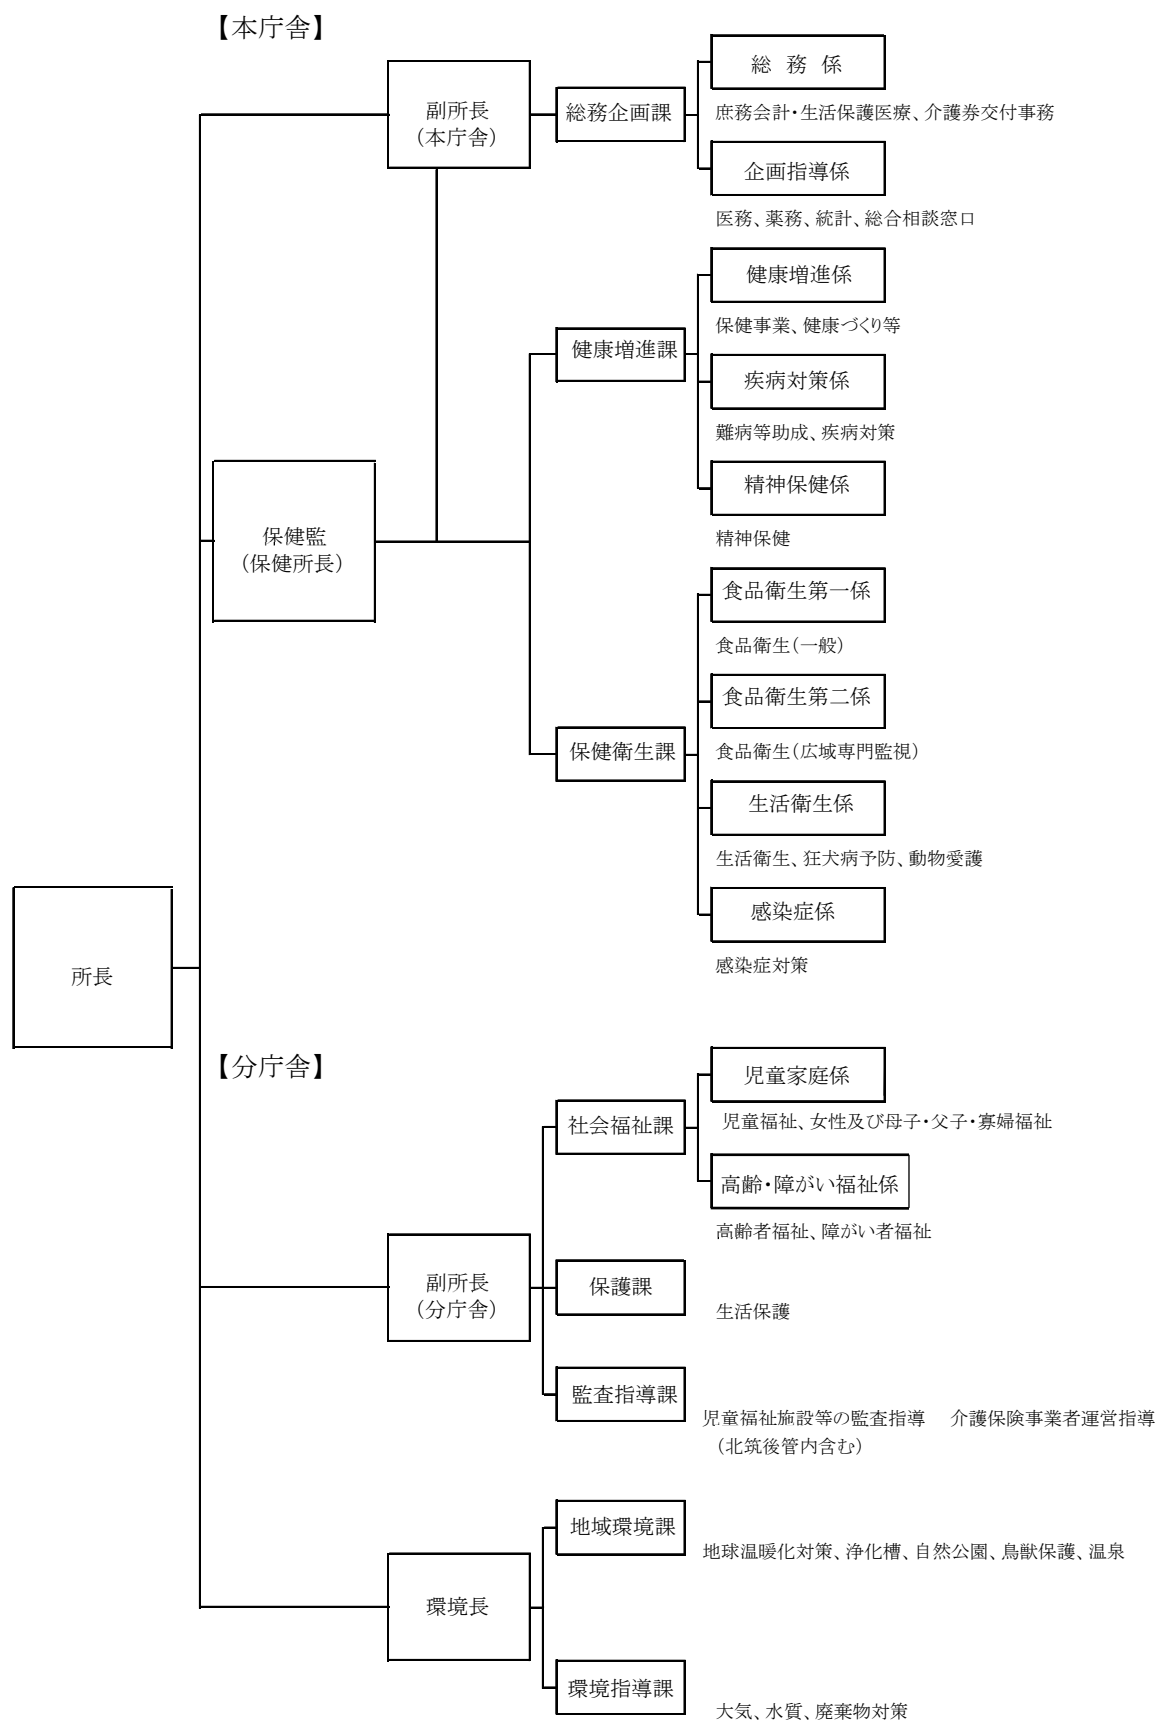 【本庁舎】
総　務　係
副所長
（本庁舎）
総務企画課
庶務会計・生活保護医療、介護券交付事務
企画指導係
医務、薬務、統計、総合相談窓口
健康増進係
保健事業、健康づくり等
健康増進課
疾病対策係
難病等助成、疾病対策
精神保健係
精神保健
保健監
（保健所長）
食品衛生第一係
食品衛生（一般）
食品衛生第二係
食品衛生（広域専門監視）
保健衛生課
生活衛生係
生活衛生、狂犬病予防、動物愛護
感染症係
感染症対策
所長
【分庁舎】
児童家庭係
児童福祉、女性及び母子・父子・寡婦福祉
社会福祉課
高齢・障がい福祉係
高齢者福祉、障がい者福祉
副所長
（分庁舎）
保護課
生活保護
監査指導課
児童福祉施設等の監査指導　介護保険事業者運営指導
（北筑後管内含む）
地域環境課
地球温暖化対策、浄化槽、自然公園、鳥獣保護、温泉
環境長
環境指導課
大気、水質、廃棄物対策